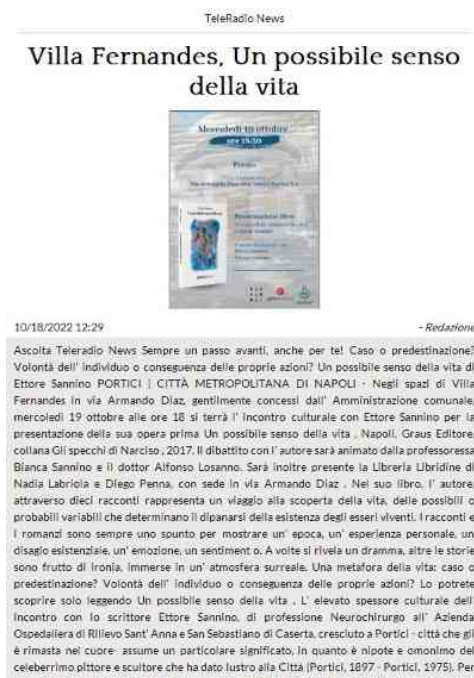 TeleRadio News
Villa Fernandes, Un possibile senso
della vita
Mercoledì 19 ottobre
ore 18:30
Presso
Presentazione libro
10/18/2022 12:29
- Redazione
Ascolta Teleradio News Sempre un passo avanti, anche per te! Caso o predestinazione?
Volontà dell' individuo o conseguenza delle proprie azioni? Un possibile senso della vita di
Ettore Sannino PORTICI | CITTÀ METROPOLITANA DI NAPOLI - Negli spazi di Villa
Fernandes in via Armando Diaz, gentilmente concessi dall' Amministrazione comunale,
mercoledì 19 ottobre alle ore 18 si terrà l' incontro culturale con Ettore Sannino per la
presentazione della sua opera prima Un possibile senso della vita , Napoli, Graus Editore,
collana Gli specchi di Narciso , 2017. Il dibattito con l' autore sarà animato dalla professoressa
Bianca Sannino e il dottor Alfonso Losanno. Sarà inoltre presente la Libreria Libridine di
Nadia Labriola e Diego Penna, con sede in via Armando Diaz . Nel suo libro, l' autore,
attraverso dieci racconti rappresenta un viaggio alla scoperta della vita, delle possibili o
probabili variabili che determinano il dipanarsi della esistenza degli esseri viventi. I racconti e
i romanzi sono sempre uno spunto per mostrare un' epoca, un' esperienza personale, un
disagio esistenziale, un' emozione, un sentiment o. A volte si rivela un dramma, altre le storie
sono frutto di ironia. Immerse in un' atmosfera surreale. Una metafora della vita: caso o
predestinazione? Volontà dell' individuo o conseguenza delle proprie azioni? Lo potrete
scoprire solo leggendo Un possibile senso della vita . L' elevato spessore culturale dell'
incontro con lo scrittore Ettore Sannino, di professione Neurochirurgo all' Azienda
Ospedaliera di Rilievo Sant' Anna e San Sebastiano di Caserta, cresciuto a Portici - città che gli
è rimasta nel cuore- assume un particolare significato, in quanto è nipote e omonimo del
celeberrimo pittore e scultore che ha dato lustro alla Città (Portici, 1897 - Portici, 1975). Per